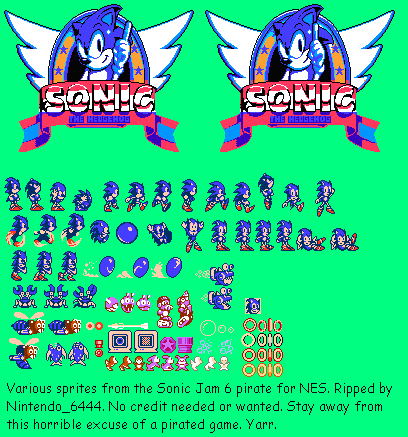 SONIC
THE HEDGEHOG
SONIC
THE HEDGEHOG
Various sprites from the Sonic Jam 6 pirate for NES. Ripped by
Nintendo_6444. No credit needed or wanted. Stay away from
this horrible excuse of a pirated game. Yarr.